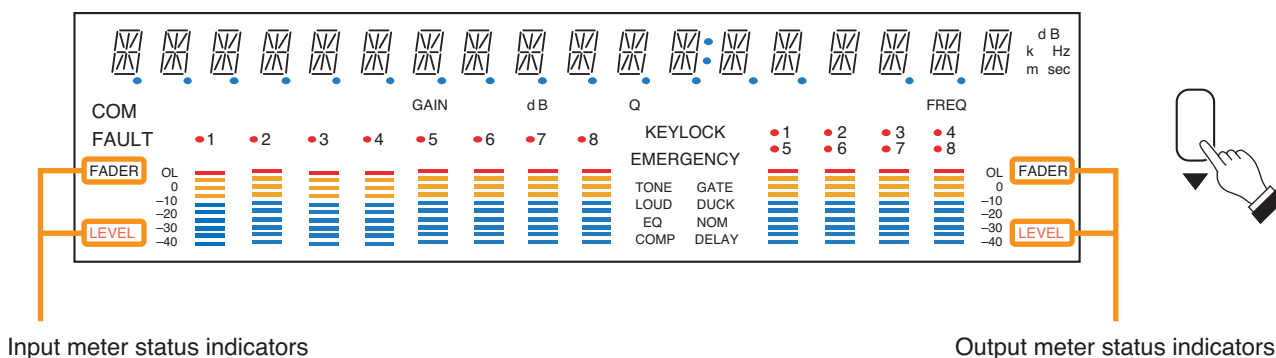 d B
k Hz
m sec
COM GAIN d B Q FREQ
FAULT 1 2 3 4 5 6 7 8 KEYLOCK 1 2 3 4
EMERGENCY 5 6 7 8
FADER OL OL FADER
0 TONE GATE 0
−10 LOUD DUCK −10
−20 −20
−30 EQ NOM −30
LEVEL −40 COMP DELAY −40 LEVEL
Input meter status indicators Output meter status indicators